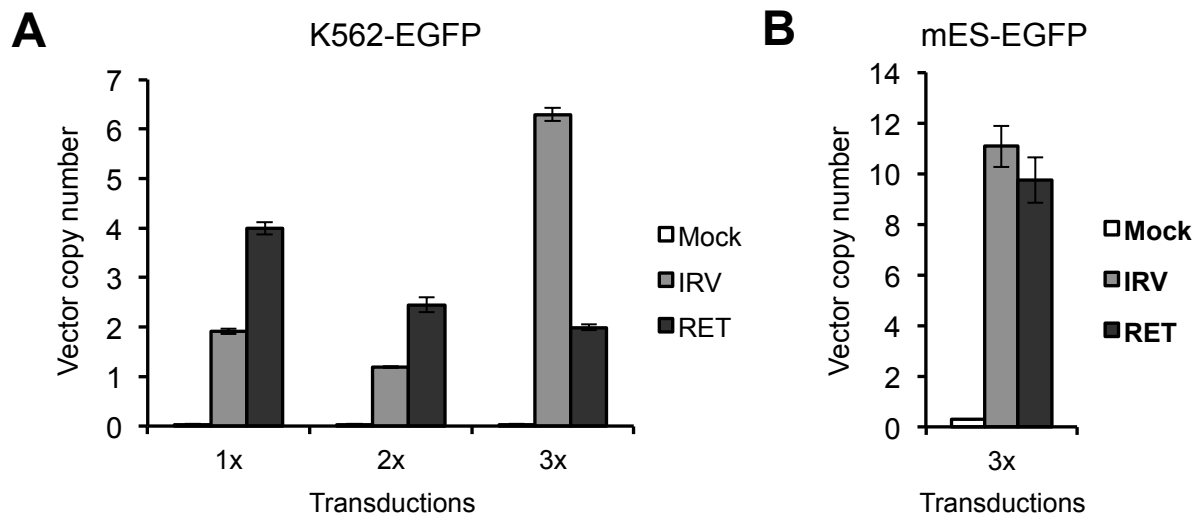 A
K562-EGFP
Vector copy number
7
6
5
4
3
2
1
0
1x 2x 3x
Transductions
Mock
IRV
RET
B
mES-EGFP
Vector copy number
14
12
10
8
6
4
2
0
3x
Transductions
Mock
IRV
RET